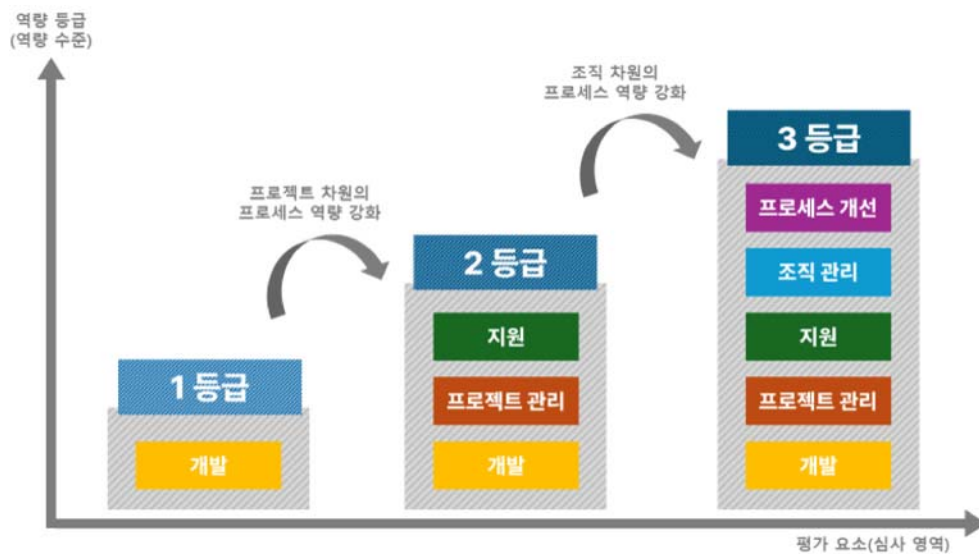 역량 등급
(역량 수준)
조직 차원의
프로세스 역량 강화
3 등급
프로젝트 차원의
프로세스 역량 강화
프로세스 개선
2 등급
조직 관리
지원
지원
1 등급
프로젝트 관리
프로젝트 관리
개발
개발
개발
평가 요소(심사 영역)